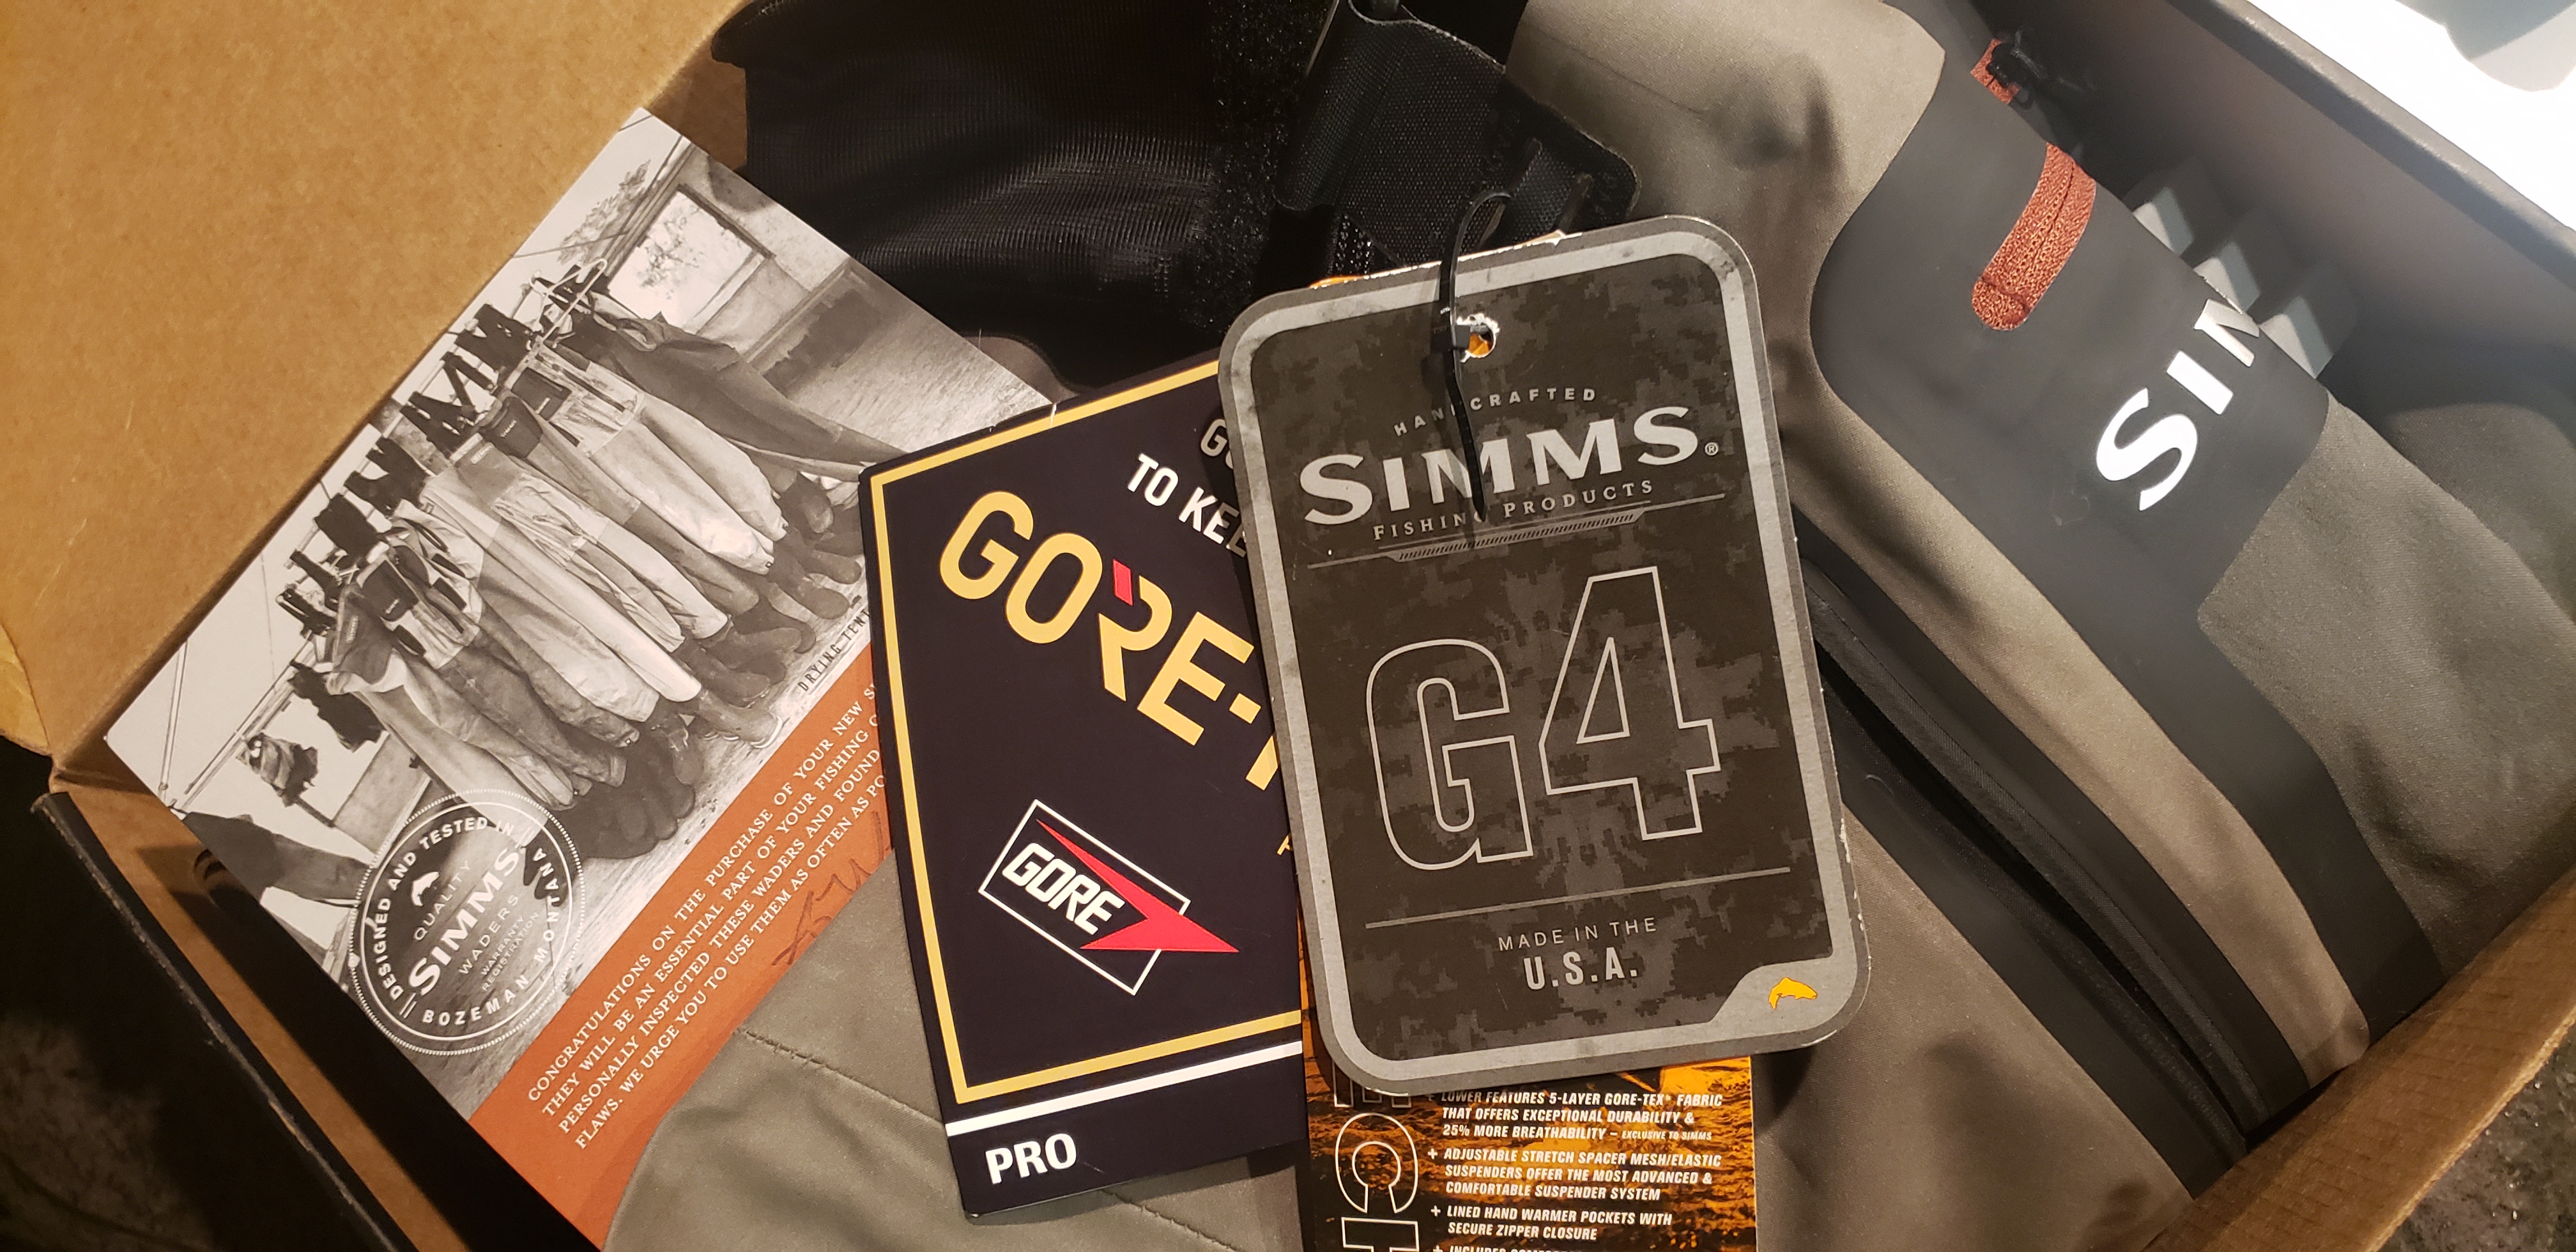 DRYING TENT
DESIGNED AND TESTED IN
BOZEMAN, MONTANA
QUALITY
SIMMS
WADERS
WARRANTY
REGISTRATION
CONGRATULATIONS ON THE PURCHASE OF YOUR NEW
THEY WILL BE AN ESSENTIAL PART OF YOUR FISHING
PERSONALLY INSPECTED THESE WADERS AND FOUND
FLAWS. WE URGE YOU TO USE THEM AS OFTEN AS
TO
GORE-
GORE
PRO
HANDCRAFTED
SIMMS®
FISHING PRODUCTS
G4
MADE IN THE
U.S.A.
+ LOWER FEATURES 5-LAYER GORE-TEX® FABRIC
THAT OFFERS EXCEPTIONAL DURABILITY &
25% MORE BREATHABILITY – EXCLUSIVE TO SIMMS
+ ADJUSTABLE STRETCH SPACER MESH/ELASTIC
SUSPENDERS OFFER THE MOST ADVANCED &
COMFORTABLE SUSPENDER SYSTEM
+ LINED HAND WARMER POCKETS WITH
SECURE ZIPPER CLOSURE
+ INCLUDES
SIM